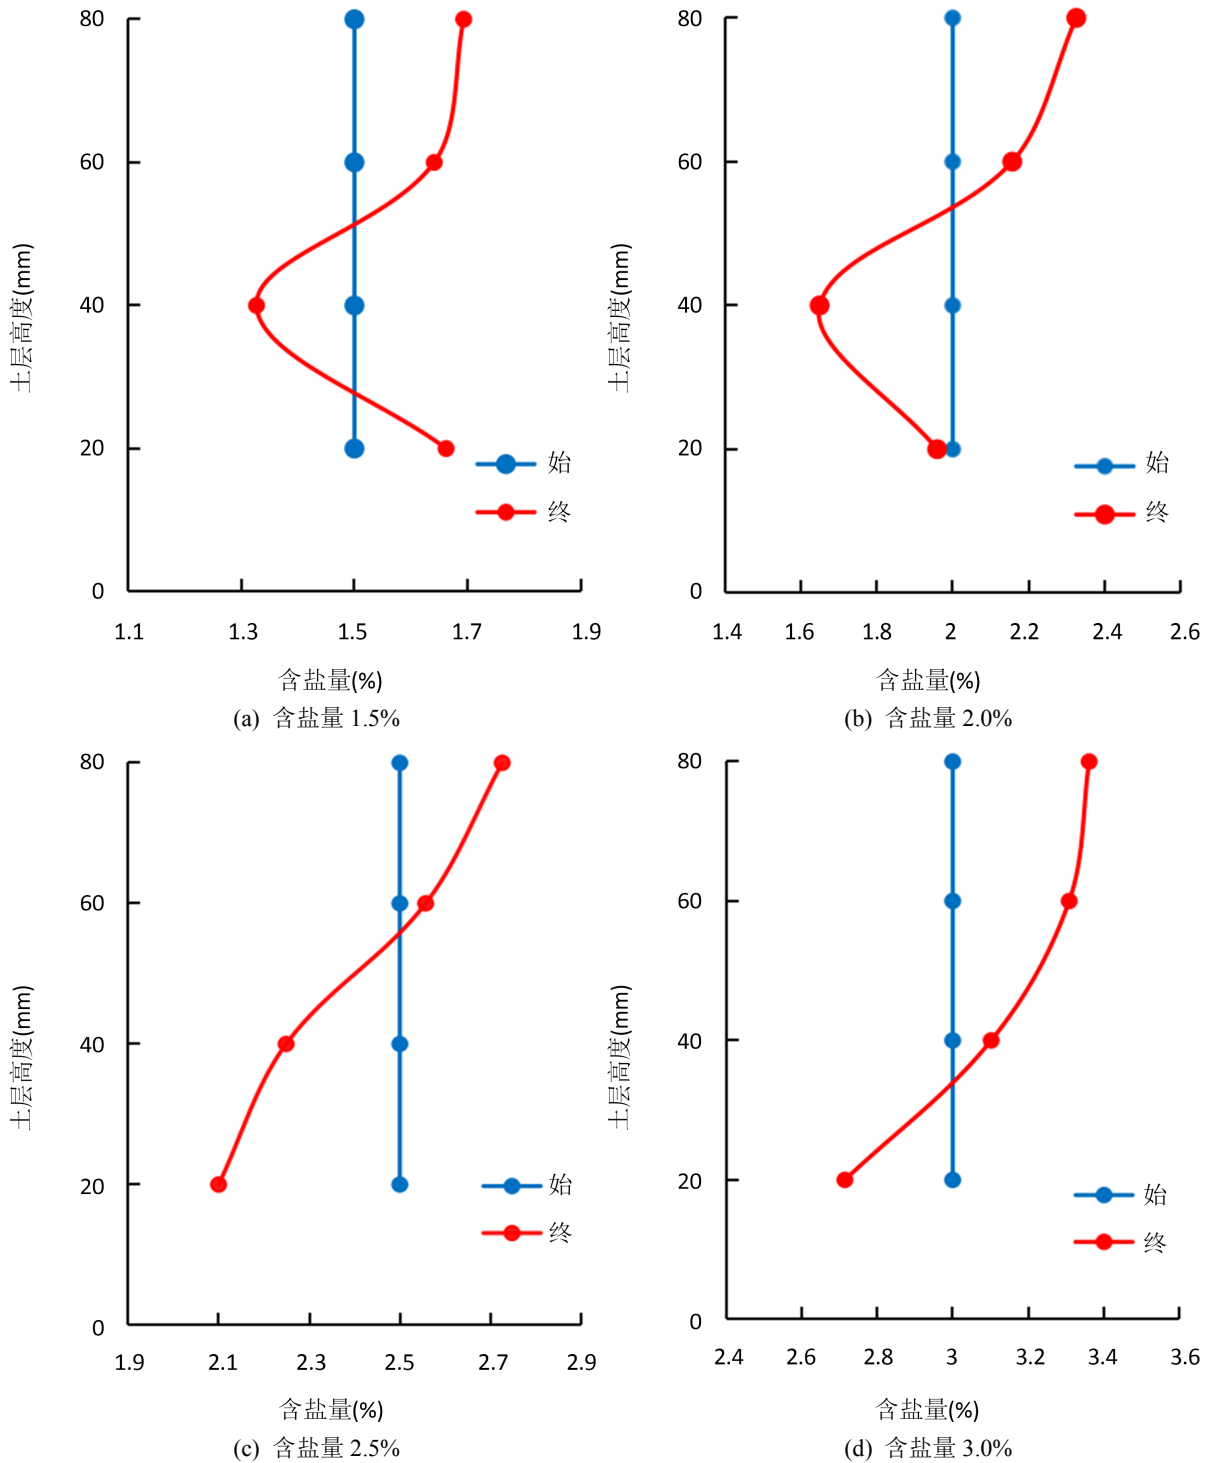 80
60
40
20
0
土层高度(mm)
1.1 1.3 1.5 1.7 1.9
含盐量(%)
始
终
(a) 含盐量 1.5%
80
60
40
20
0
土层高度(mm)
1.4 1.6 1.8 2 2.2 2.4 2.6
含盐量(%)
始
终
(b) 含盐量 2.0%
80
60
40
20
0
土层高度(mm)
1.9 2.1 2.3 2.5 2.7 2.9
含盐量(%)
始
终
(c) 含盐量 2.5%
80
60
40
20
0
土层高度(mm)
2.4 2.6 2.8 3 3.2 3.4 3.6
含盐量(%)
始
终
(d) 含盐量 3.0%